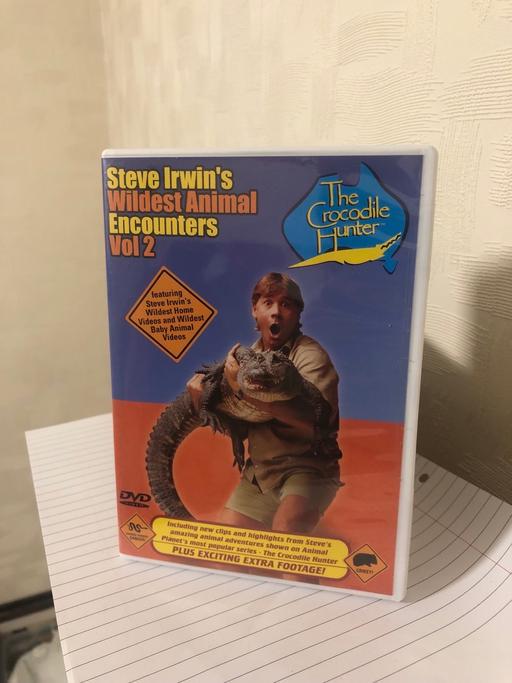 Steve Irwin's
Wildest Animal
Encounters
Vol 2
The
Crocodile
Hunter
featuring
Steve Irwin's
Wildest Home
Videos and Wildest
Baby Animal
Videos
DVD
VIDEO
Including new clips and highlights from Steve's
amazing animal adventures shown on Animal
Planet's most popular series - The Crocodile Hunter
PLUS EXCITING EXTRA FOOTAGE!
CRIKEY!